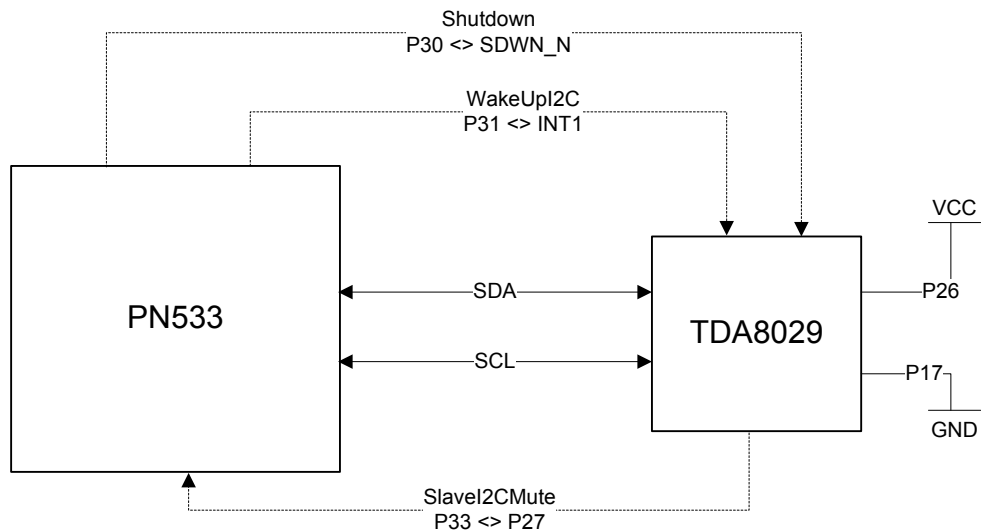 Shutdown
P30 <> SDWN_N
WakeUpI2C
P31 <> INT1
VCC
SDA
P26
PN533
TDA8029
SCL
P17
GND
SlaveI2CMute
P33 <> P27